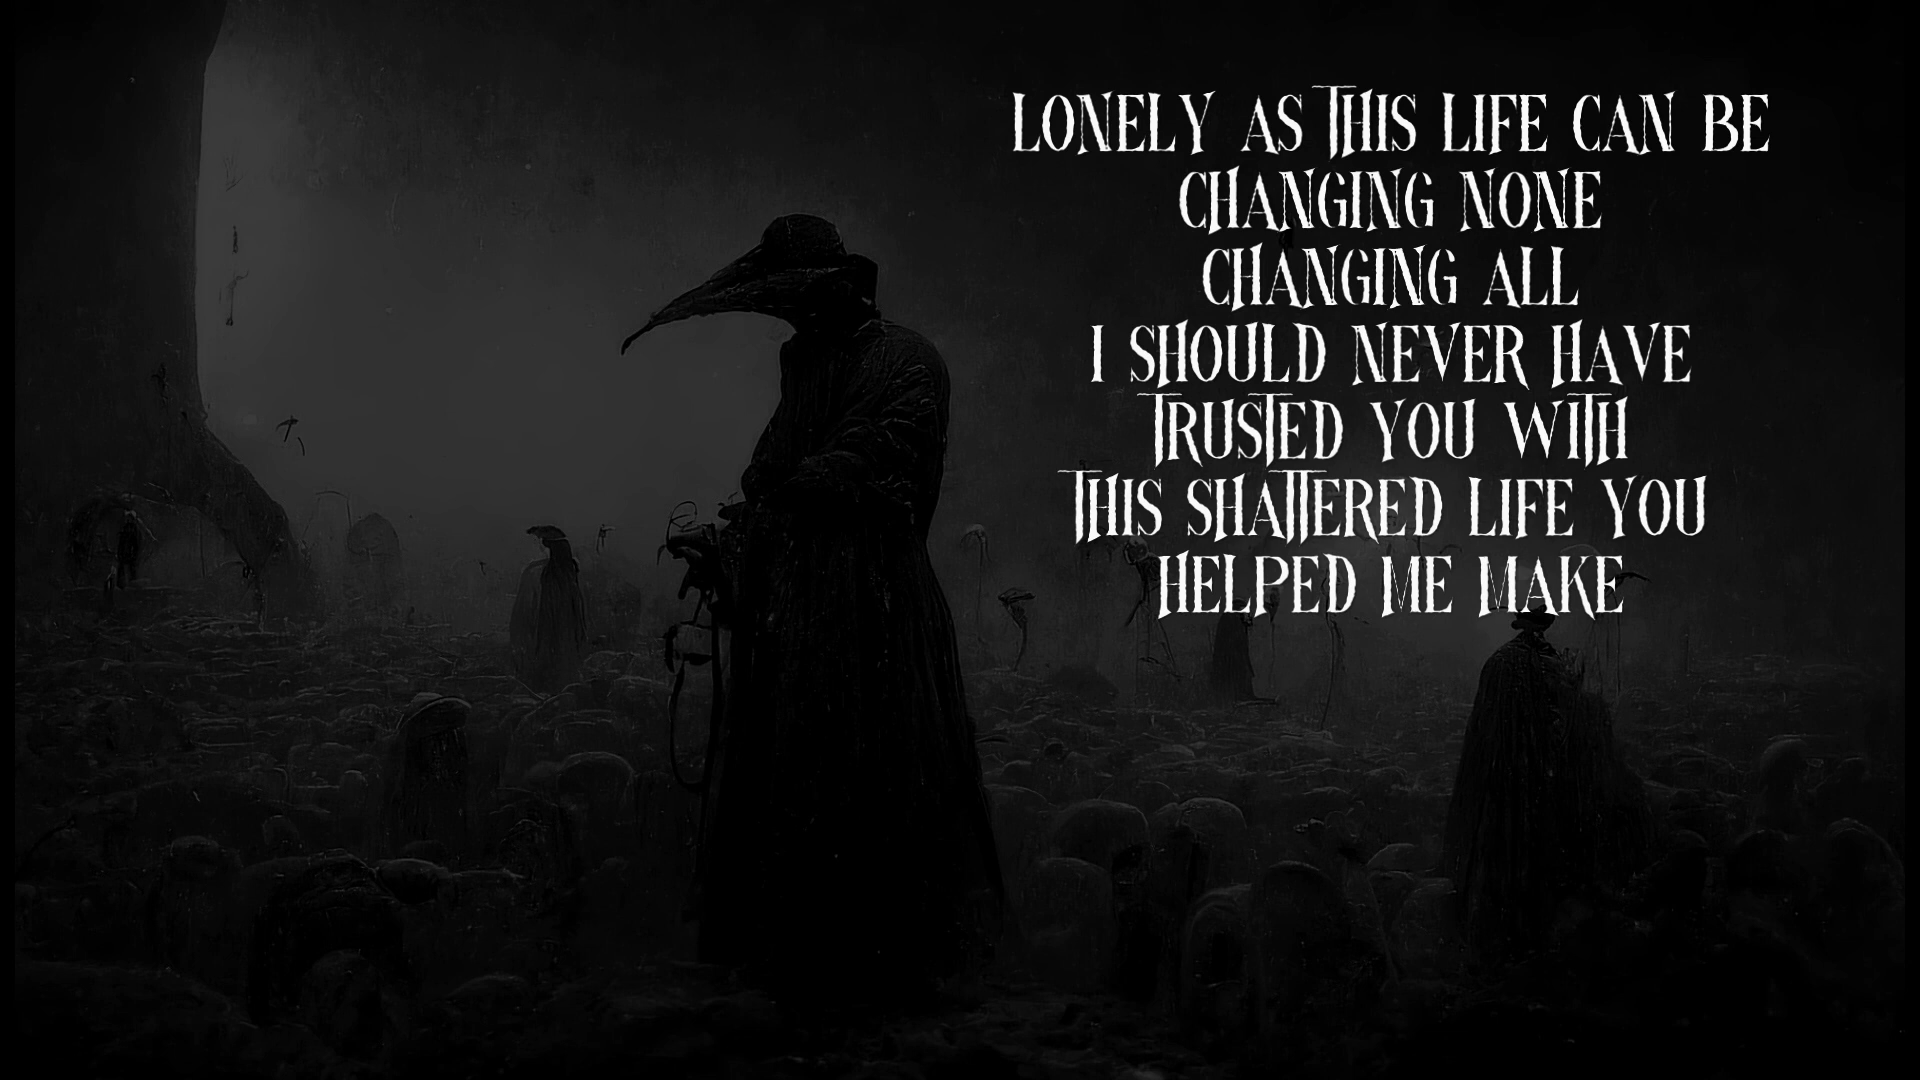 LONELY AS THIS LIFE CAN BE
CHANGING NONE
CHANGING ALL
I SHOULD NEVER HAVE
TRUSTED YOU WITH
THIS SHATTERED LIFE YOU
HELPED ME MAKE